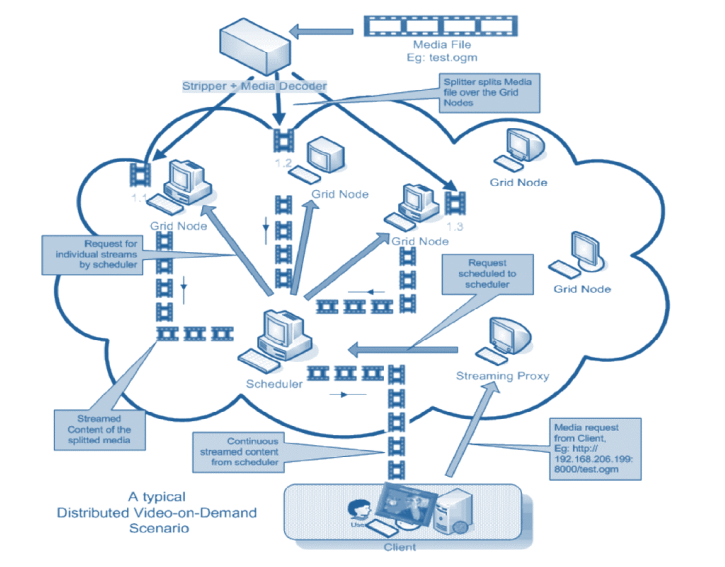 Media File
Eg: test.ogm
Stripper + Media Decoder
Splitter splits Media
file over the Grid
Nodes
1.2
Grid Node
Grid Node
1.1
Grid Node
1.3
Grid Node
Request for
individual streams
by scheduler
Request
scheduled to
scheduler
Grid Node
Scheduler
Streaming Proxy
Streamed
Content of the
splitted media
Continuous
streamed content
from scheduler
Media request
from Client,
Eg: http://
192.168.206.199:
8000/test.ogm
A typical
Distributed Video-on-Demand
Scenario
User
Client